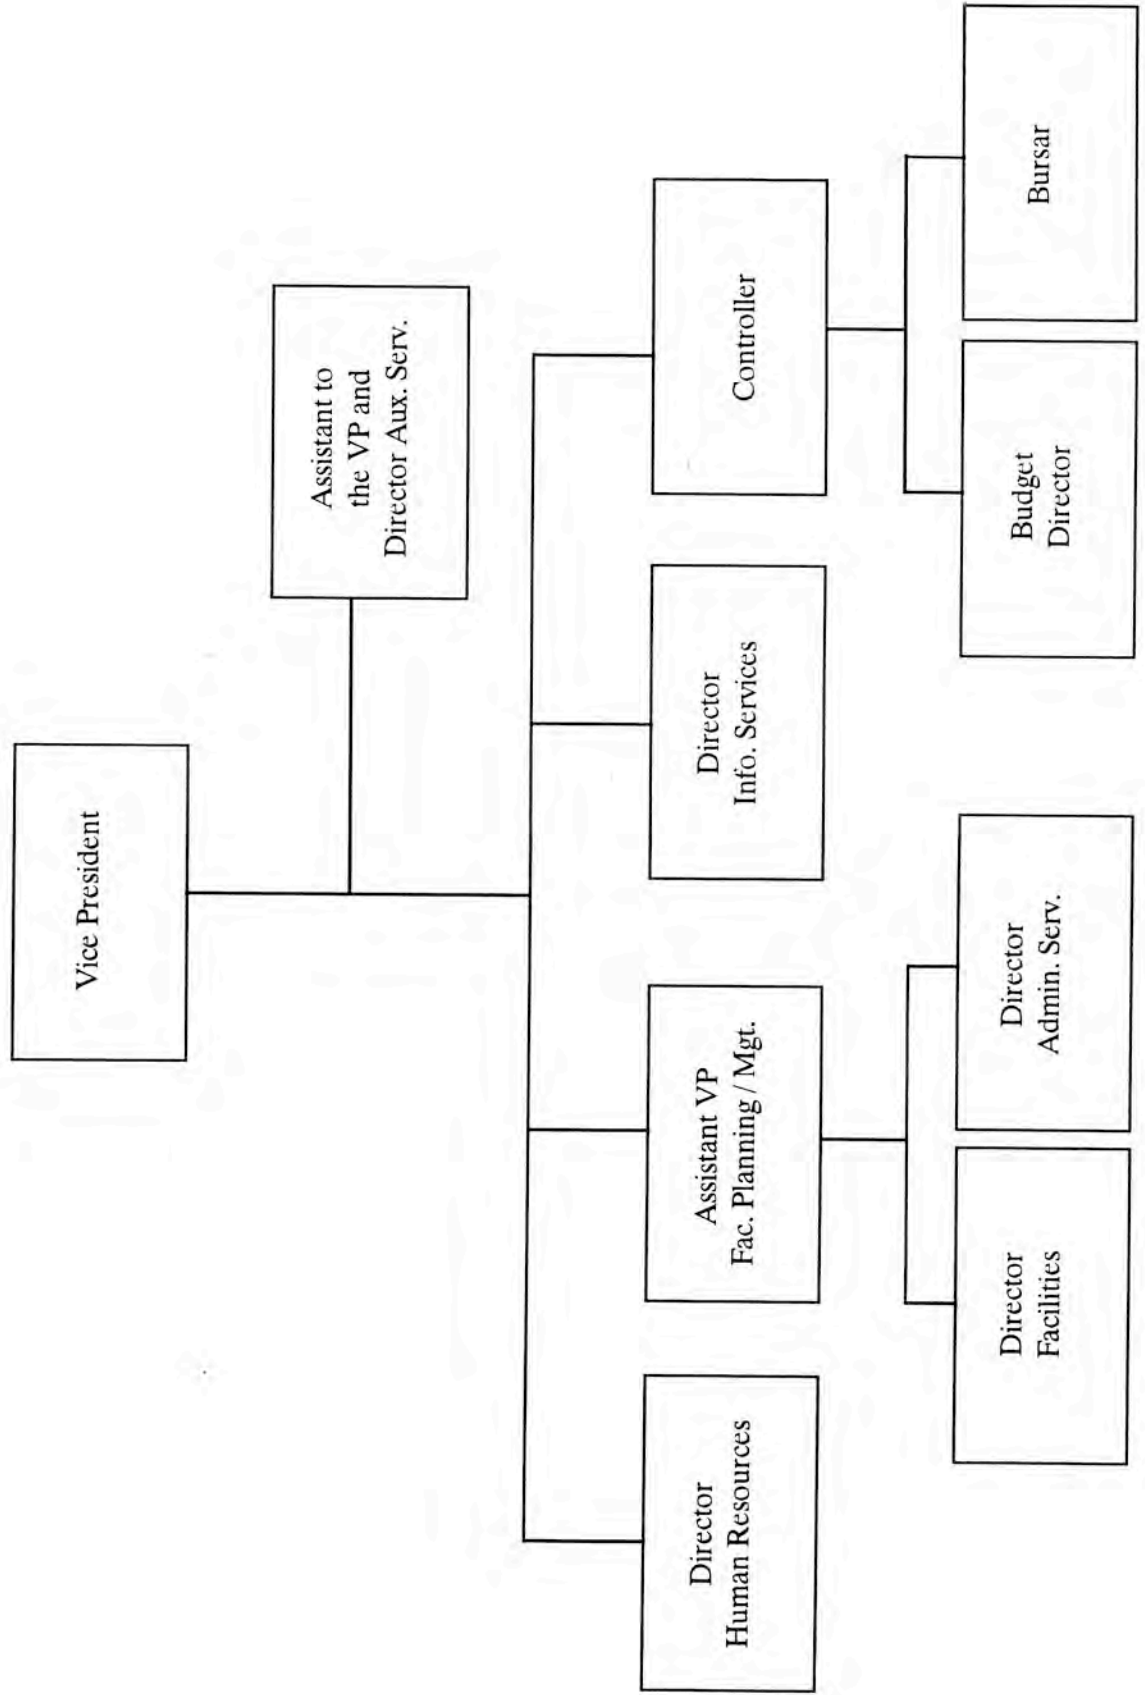 Vice President
Assistant to
the VP and
Director Aux. Serv.
Director
Human Resources
Assistant VP
Fac. Planning / Mgt.
Director
Info. Services
Controller
Director
Facilities
Director
Admin. Serv.
Budget
Director
Bursar